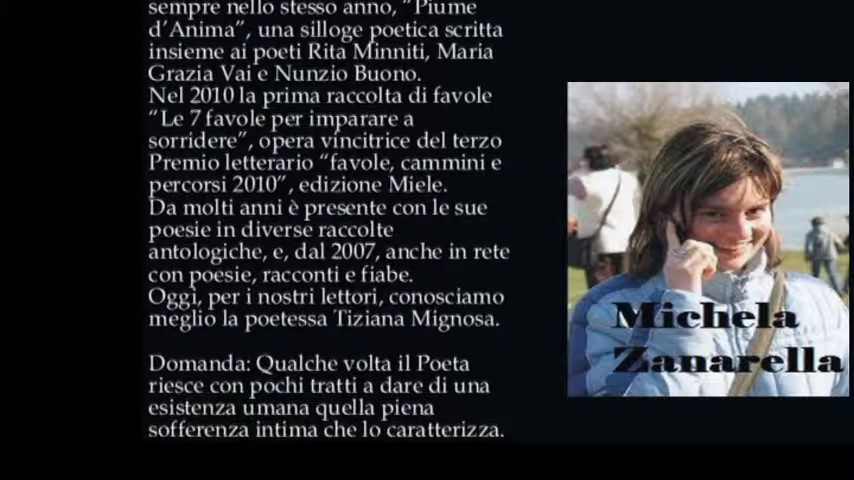 sempre nello stesso anno, "Piume
d'Anima", una silloge poetica scritta
insieme ai poeti Rita Minniti, Maria
Grazia Vai e Nunzio Buono.
Nel 2010 la prima raccolta di favole
"Le 7 favole per imparare a
sorridere", opera vincitrice del terzo
Premio letterario "favole, cammini e
percorsi 2010", edizione Miele.
Da molti anni è presente con le sue
poesie in diverse raccolte
antologiche, e, dal 2007, anche in rete
con poesie, racconti e fiabe.
Oggi, per i nostri lettori, conosciamo
meglio la poetessa Tiziana Mignosa.
Domanda: Qualche volta il Poeta
riesce con pochi tratti a dare di una
esistenza umana quella piena
sofferenza intima che lo caratterizza.
Michela
Zanarella